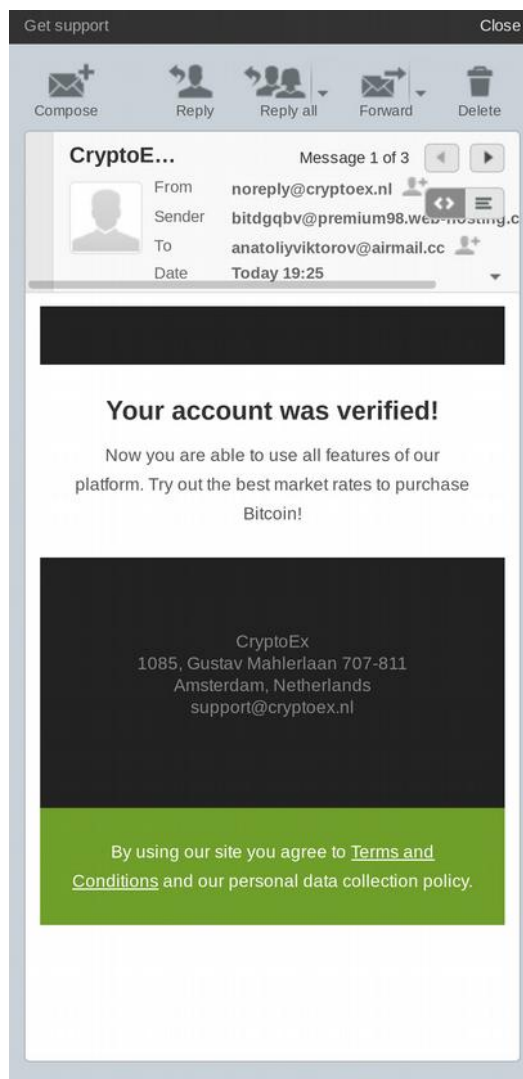 Get support
Close
Compose
Reply
Reply all
Forward
Delete
CryptoE...
Message 1 of 3
From
noreply@cryptoex.nl
Sender
bitdgqbv@premium98.web-hosting.c
To
anatoliyviktorov@airmail.cc
Date
Today 19:25
Your account was verified!
Now you are able to use all features of our
platform. Try out the best market rates to purchase
Bitcoin!
CryptoEx
1085, Gustav Mahlerlaan 707-811
Amsterdam, Netherlands
support@cryptoex.nl
By using our site you agree to Terms and
Conditions and our personal data collection policy.